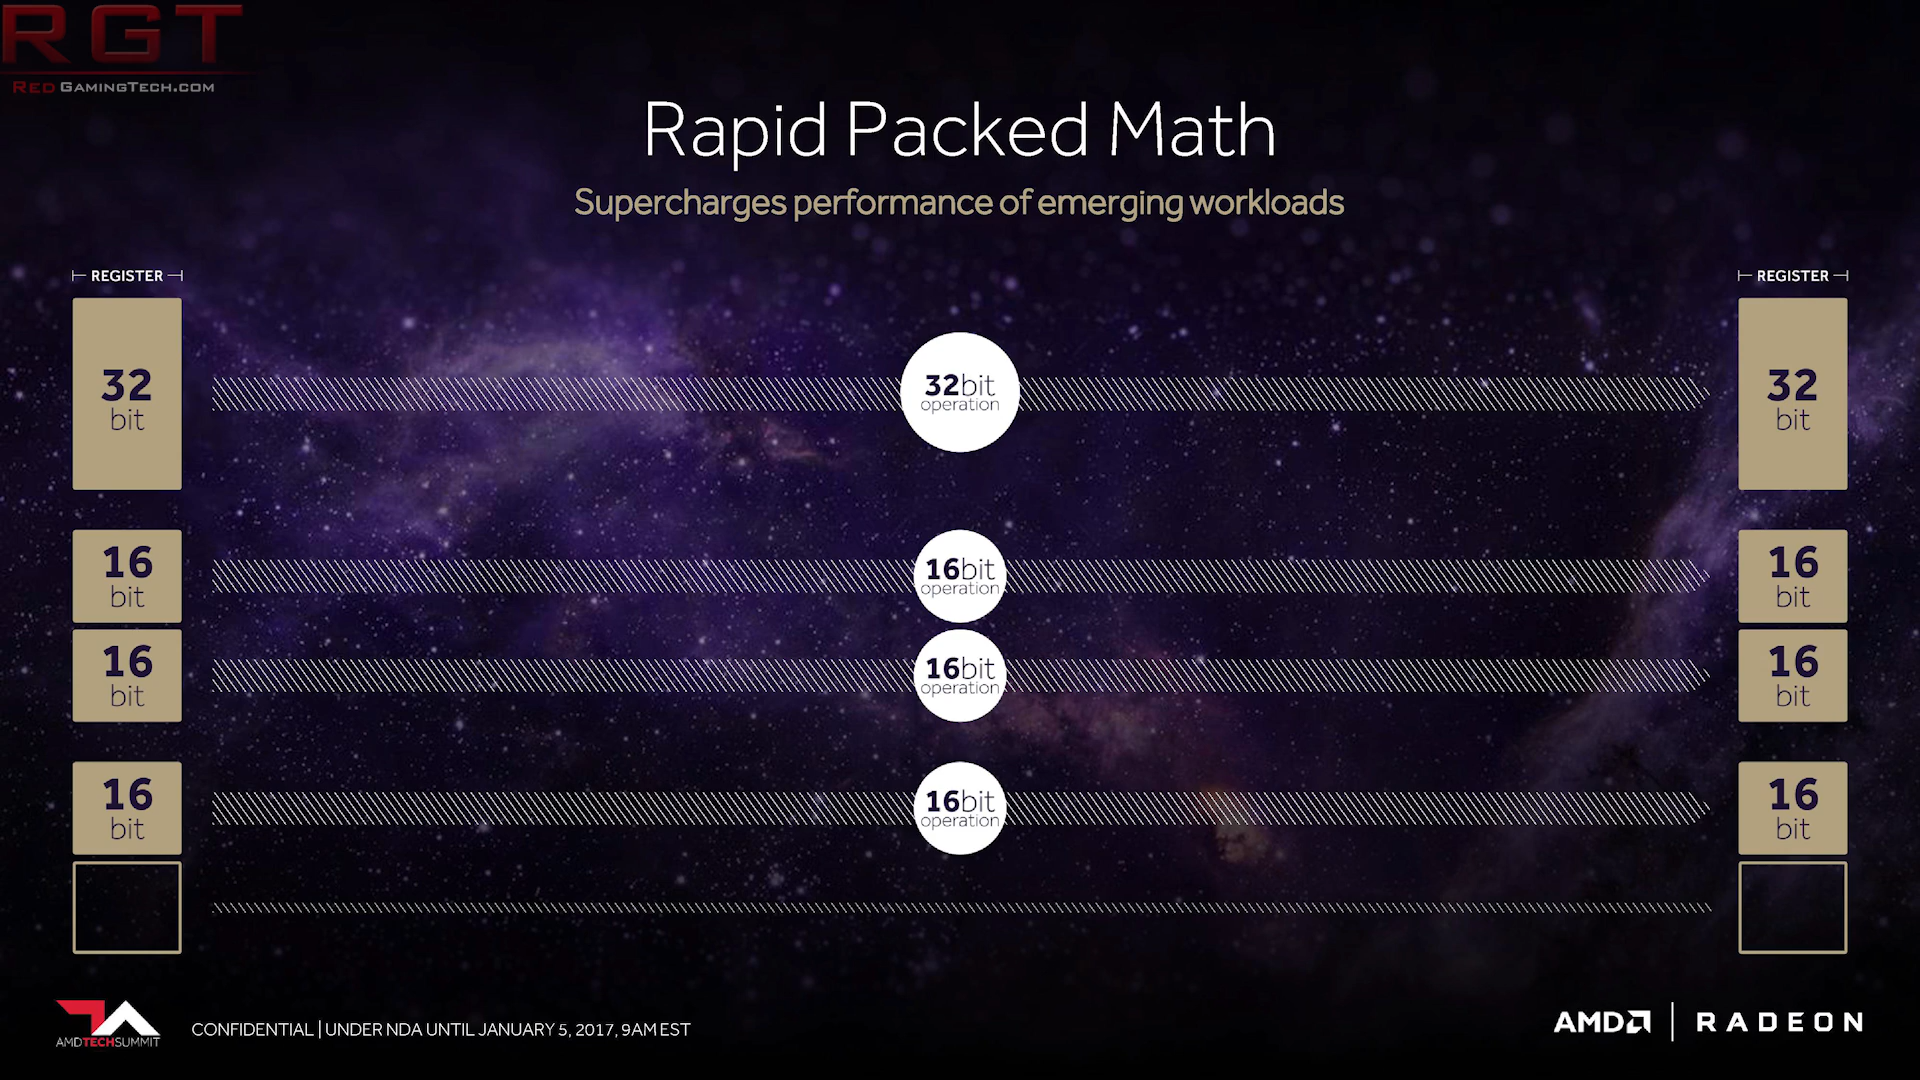 RGT
RED GAMINGTECH.COM
Rapid Packed Math
Supercharges performance of emerging workloads
REGISTER
REGISTER
32
bit
32bit
operation
32
bit
16
bit
16bit
operation
16
bit
16
bit
16bit
operation
16
bit
16
bit
16bit
operation
16
bit
AMDTECHSUMMIT
CONFIDENTIAL | UNDER NDA UNTIL JANUARY 5, 2017, 9AM EST
AMD | RADEON